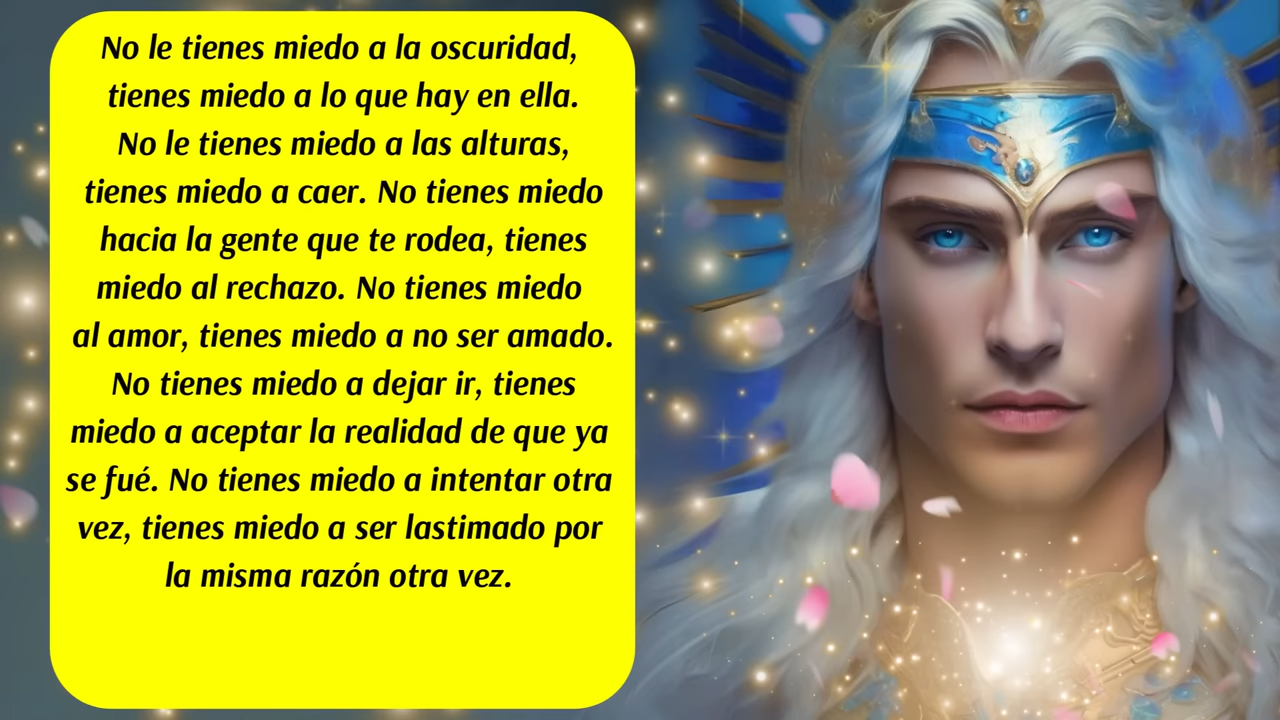 No le tienes miedo a la oscuridad,
tienes miedo a lo que hay en ella.
No le tienes miedo a las alturas,
tienes miedo a caer. No tienes miedo
hacia la gente que te rodea, tienes
miedo al rechazo. No tienes miedo
al amor, tienes miedo a no ser amado.
No tienes miedo a dejar ir, tienes
miedo a aceptar la realidad de que ya
se fué. No tienes miedo a intentar otra
vez, tienes miedo a ser lastimado por
la misma razón otra vez.